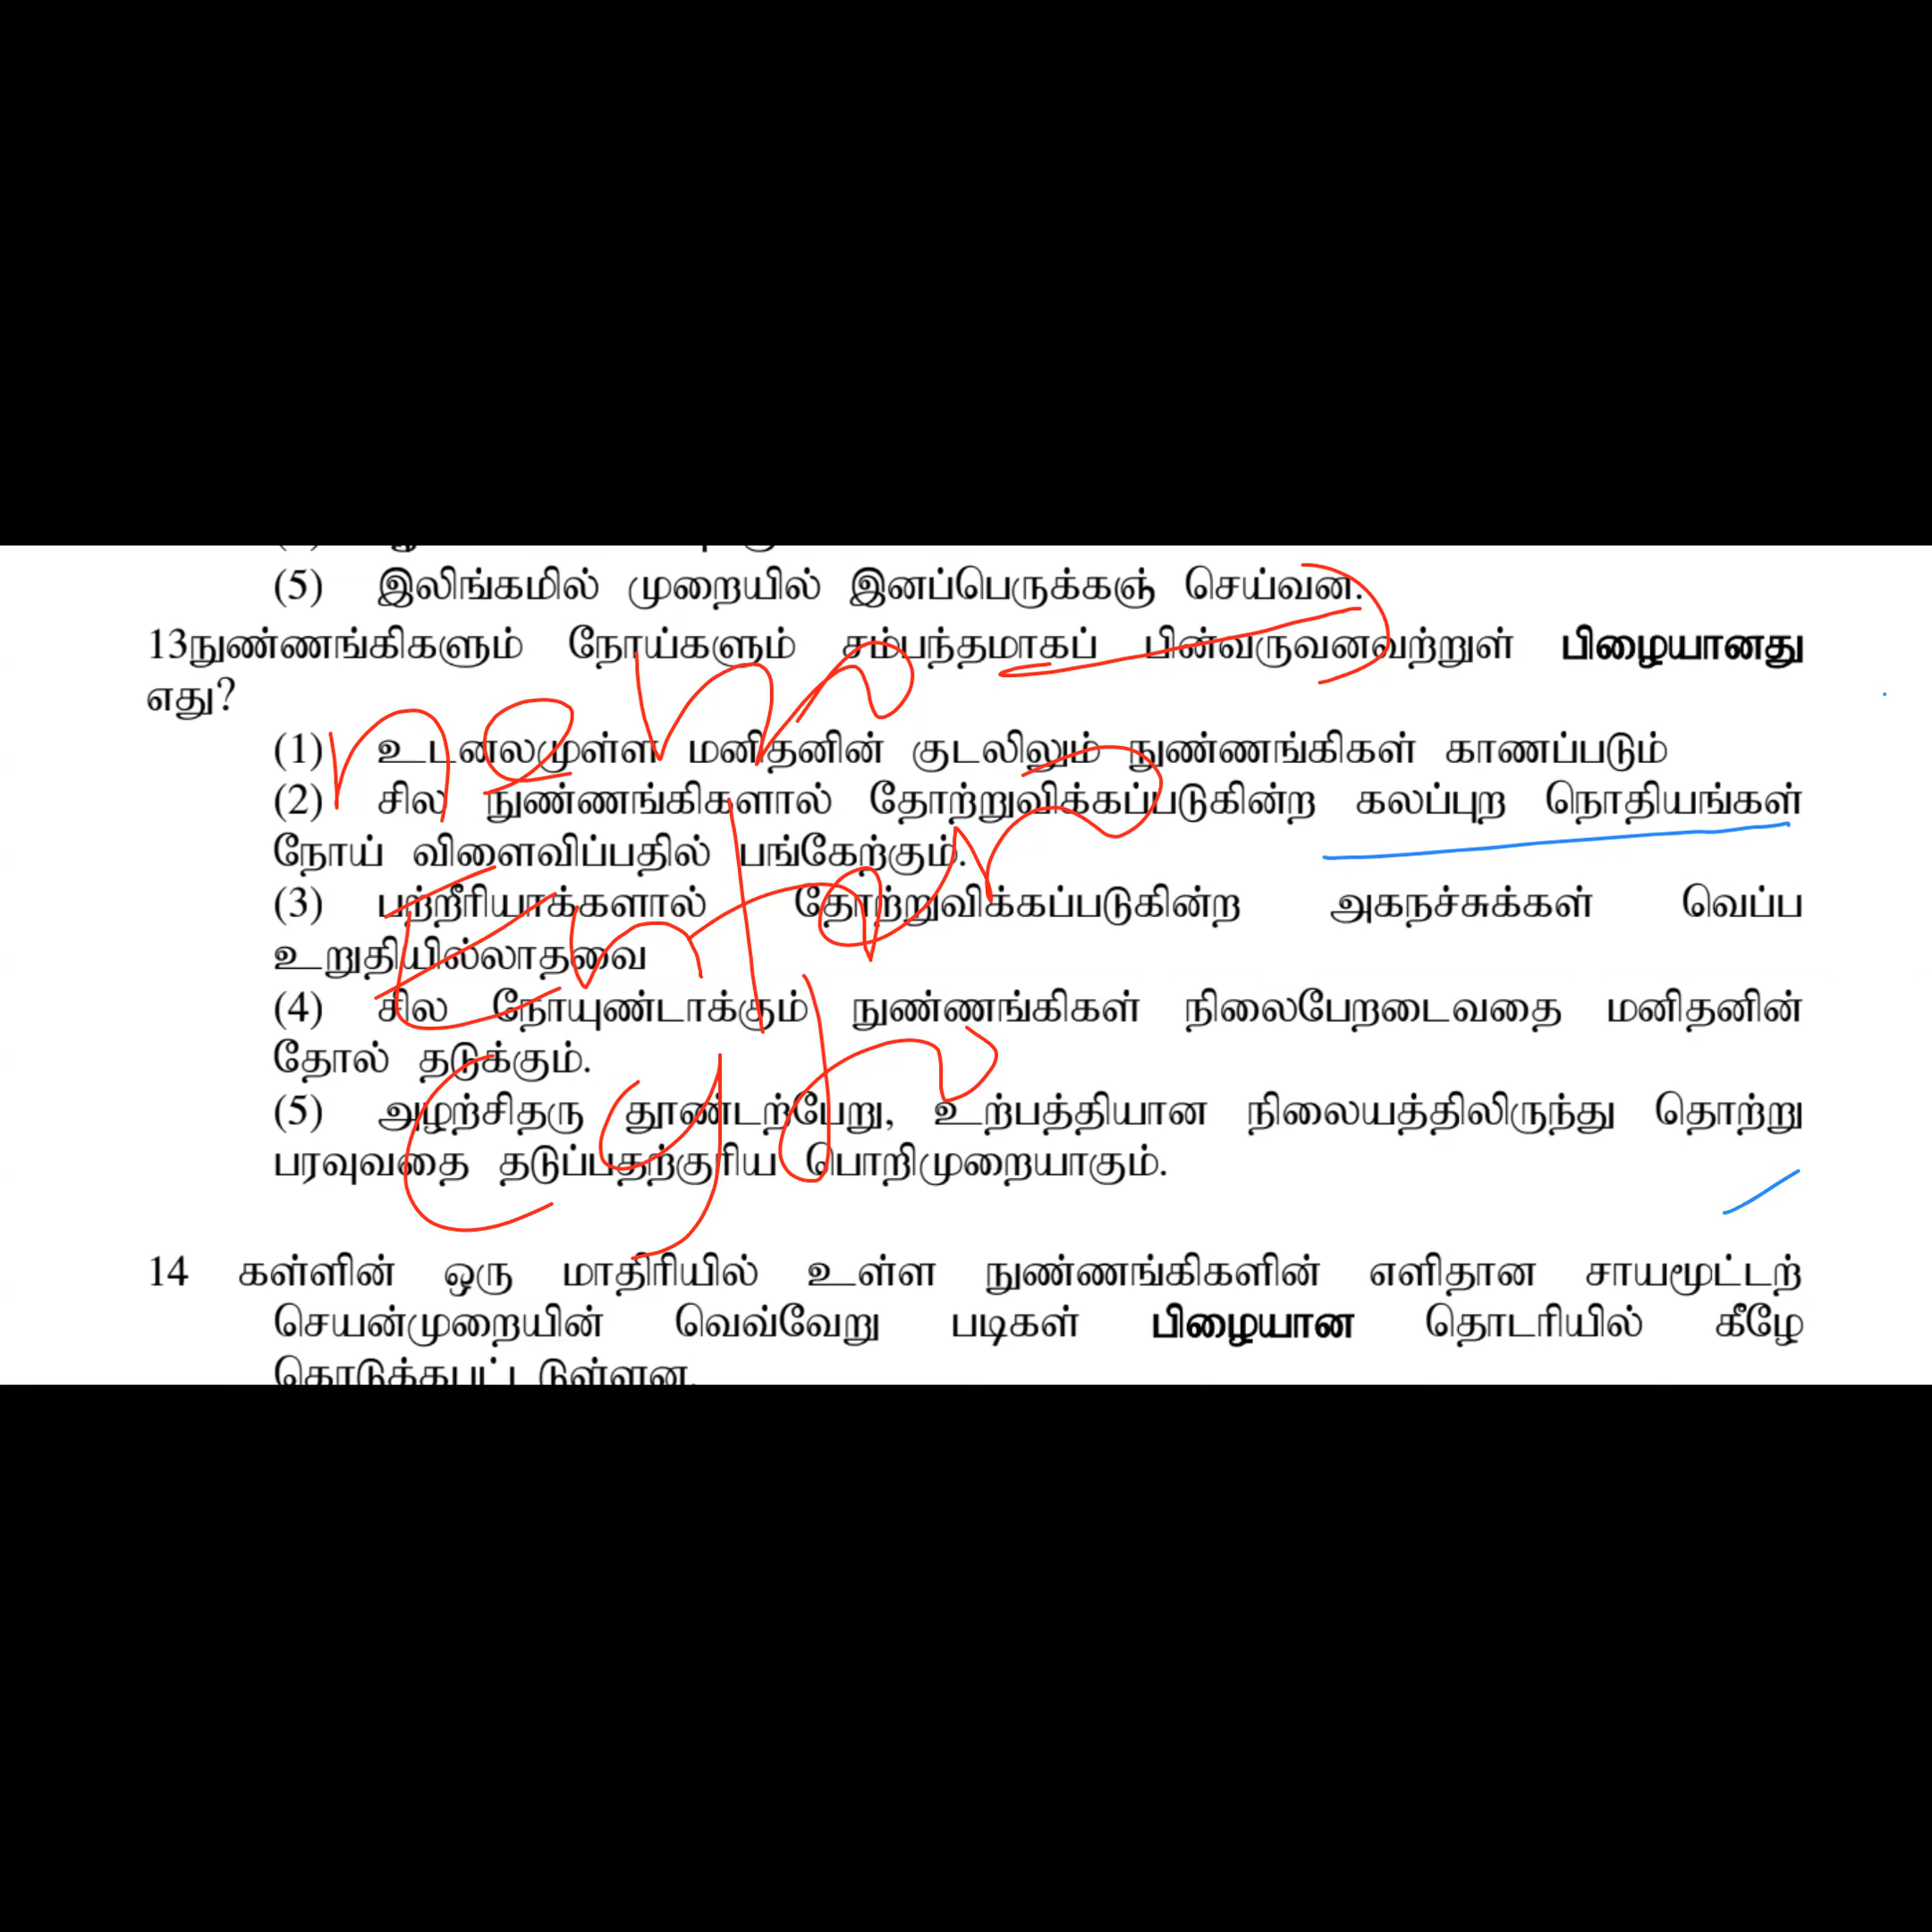 (5) இலிங்கமில் முறையில் இனப்பெருக்கஞ் செய்வன.
13நுண்ணங்கிகளும் நோய்களும் சம்பந்தமாகப் பின்வருவனவற்றுள் பிழையானது
எது?
(1) உடனலமுள்ள மனிதனின் குடலிலும் நுண்ணங்கிகள் காணப்படும்
(2) சில நுண்ணங்கிகளால் தோற்றுவிக்கப்படுகின்ற கலப்புற நொதியங்கள்
நோய் விளைவிப்பதில் பங்கேற்கும்.
(3) பற்றீரியாக்களால் தோற்றுவிக்கப்படுகின்ற அகநச்சுக்கள் வெப்ப
உறுதியில்லாதவை
(4) சில நோயுண்டாக்கும் நுண்ணங்கிகள் நிலைபேறடைவதை மனிதனின்
தோல் தடுக்கும்.
(5) அழற்சிதரு தூண்டற்பேறு, உற்பத்தியான நிலையத்திலிருந்து தொற்று
பரவுவதை தடுப்பதற்குரிய பொறிமுறையாகும்.
14 கள்ளின் ஒரு மாதிரியில் உள்ள நுண்ணங்கிகளின் எளிதான சாயமூட்டற்
செயன்முறையின் வெவ்வேறு படிகள் பிழையான தொடரியில் கீழே
கொடுக்கபட்டடுள்ளன.